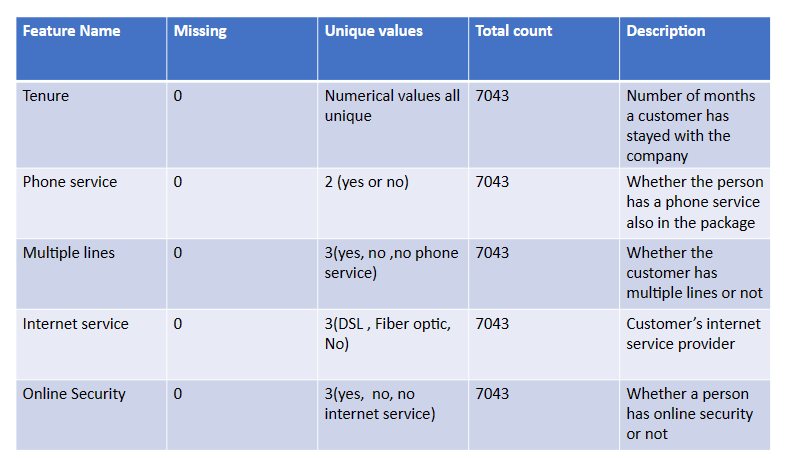 Feature Name Missing Unique values Total count Description
Tenure 0 Numerical values all 7043 Number of months
unique a customer has
stayed with the
company
Phone service 0 2 (yes or no) 7043 Whether the person
has a phone service
also in the package
Multiple lines 0 3(yes, no ,no phone 7043 Whether the
service) customer has
multiple lines or not
Internet service 0 3(DSL , Fiber optic, 7043 Customer’s internet
No) service provider
Online Security 0 3(yes,  no, no 7043 Whether a person
internet service) has online security
or not